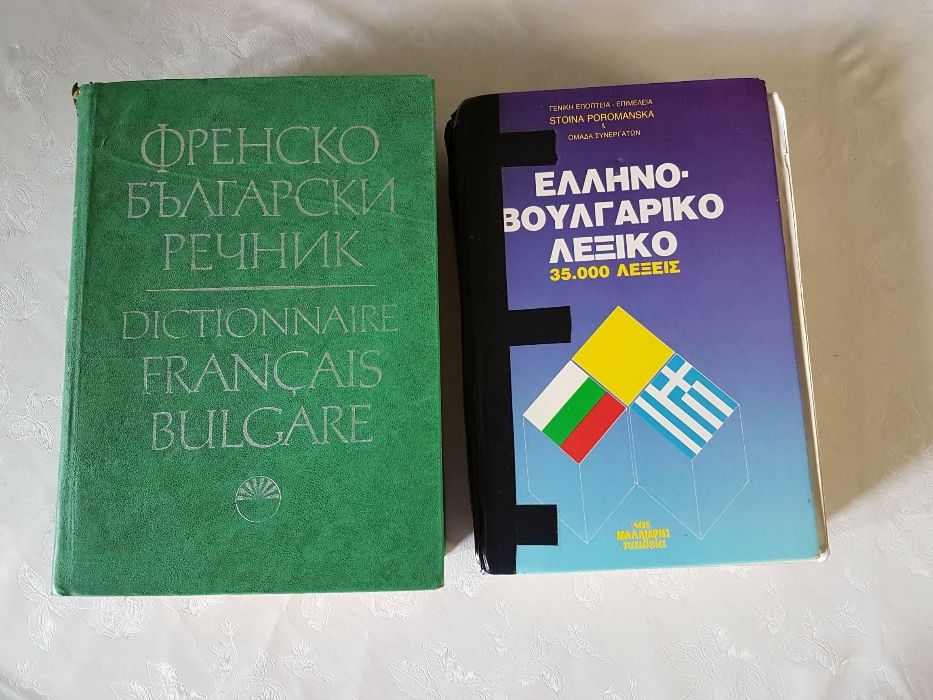 ФРЕНСКО
БЪЛГАРСКИ
РЕЧНИК
DICTIONNAIRE
FRANÇAIS
BULGARE
ΓΕΝΙΚΗ ΕΠΟΠΤΕΙΑ - ΕΠΙΜΕΛΕΙΑ
STOINA POROMANSKA
&
ΟΜΑΔΑ ΣΥΝΕΡΓΑΤΩΝ
ΕΛΛΗΝΟ-
ΒΟΥΛΓΑΡΙΚΟ
ΛΕΞΙΚΟ
35.000 ΛΕΞΕΙΣ
ΜΑΛΛΙΑΡΗΣ
παιδεία